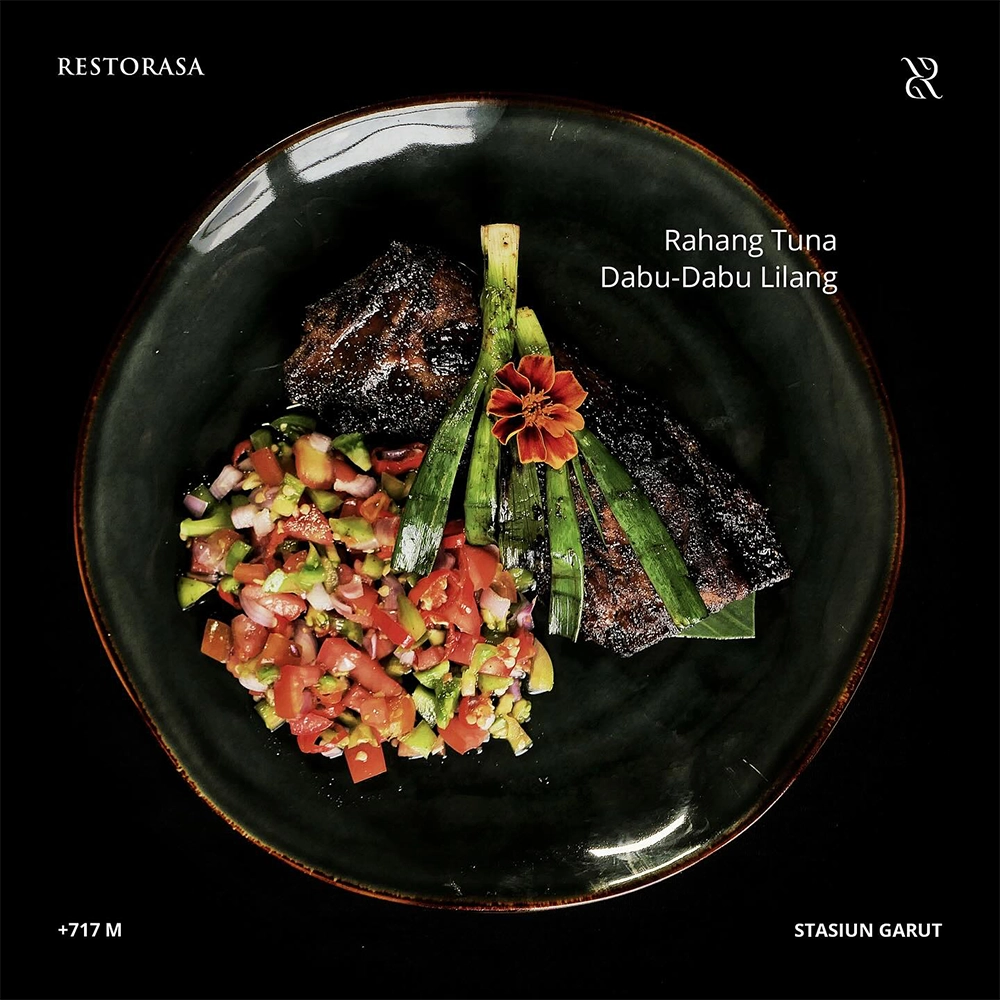 RESTORASA
Rahang Tuna
Dabu-Dabu Lilang
+717 M
STASIUN GARUT